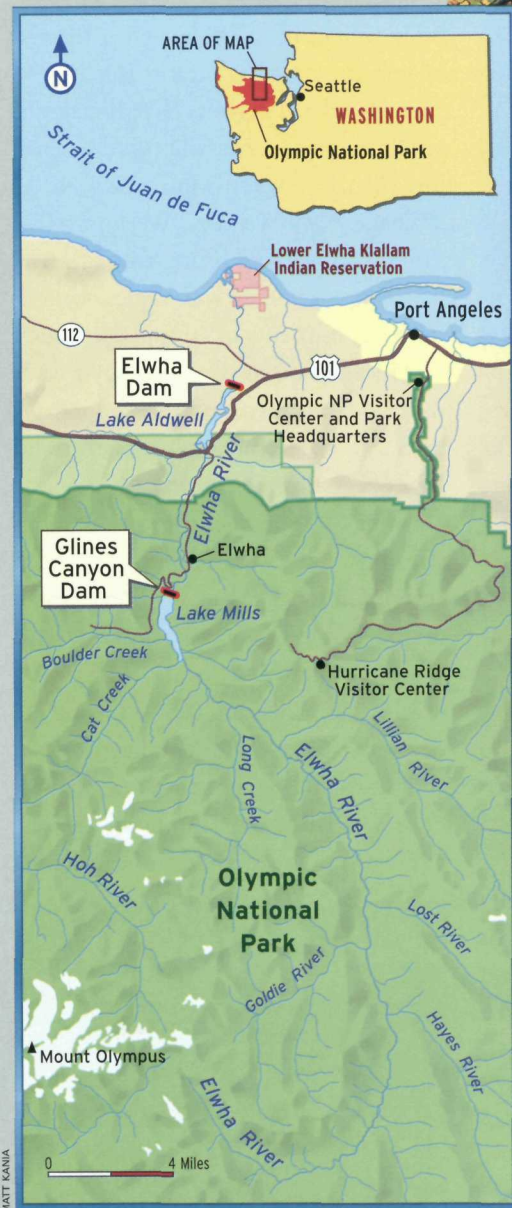 AREA OF MAP
N
Seattle
WASHINGTON
Olympic National Park
Strait of Juan de Fuca
Lower Elwha Klallam
Indian Reservation
Port Angeles
112
101
Elwha
Dam
Olympic NP Visitor
Center and Park
Headquarters
Lake Aldwell
Elwha River
Glines
Canyon
Dam
Elwha
Lake Mills
Boulder Creek
Hurricane Ridge
Visitor Center
Cat Creek
Lillian River
Long Creek
Elwha River
Hoh River
Olympic
National
Park
Lost River
Goldie River
Hayes River
Mount Olympus
Elwha River
0 4 Miles
MATT KANIA